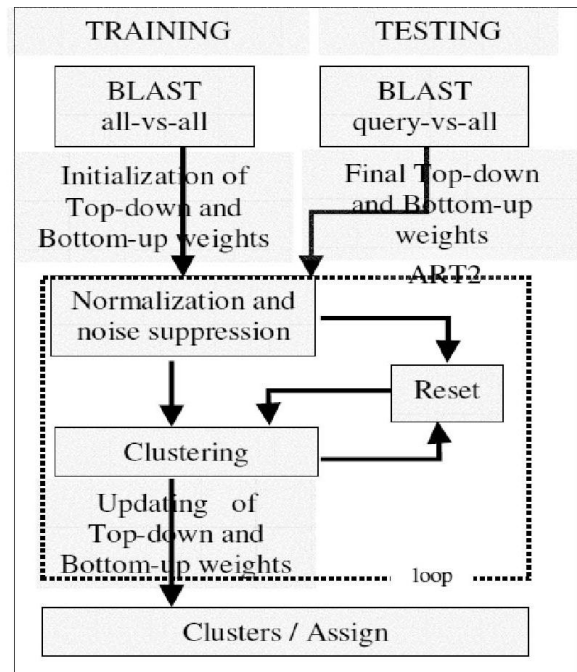 TRAINING
TESTING
BLAST
all-vs-all
BLAST
query-vs-all
Initialization of
Top-down and
Bottom-up weights
Final Top-down
and Bottom-up
weights
ART2
Normalization and
noise suppression
Reset
Clustering
Updating of
Top-down and
Bottom-up weights
loop
Clusters / Assign